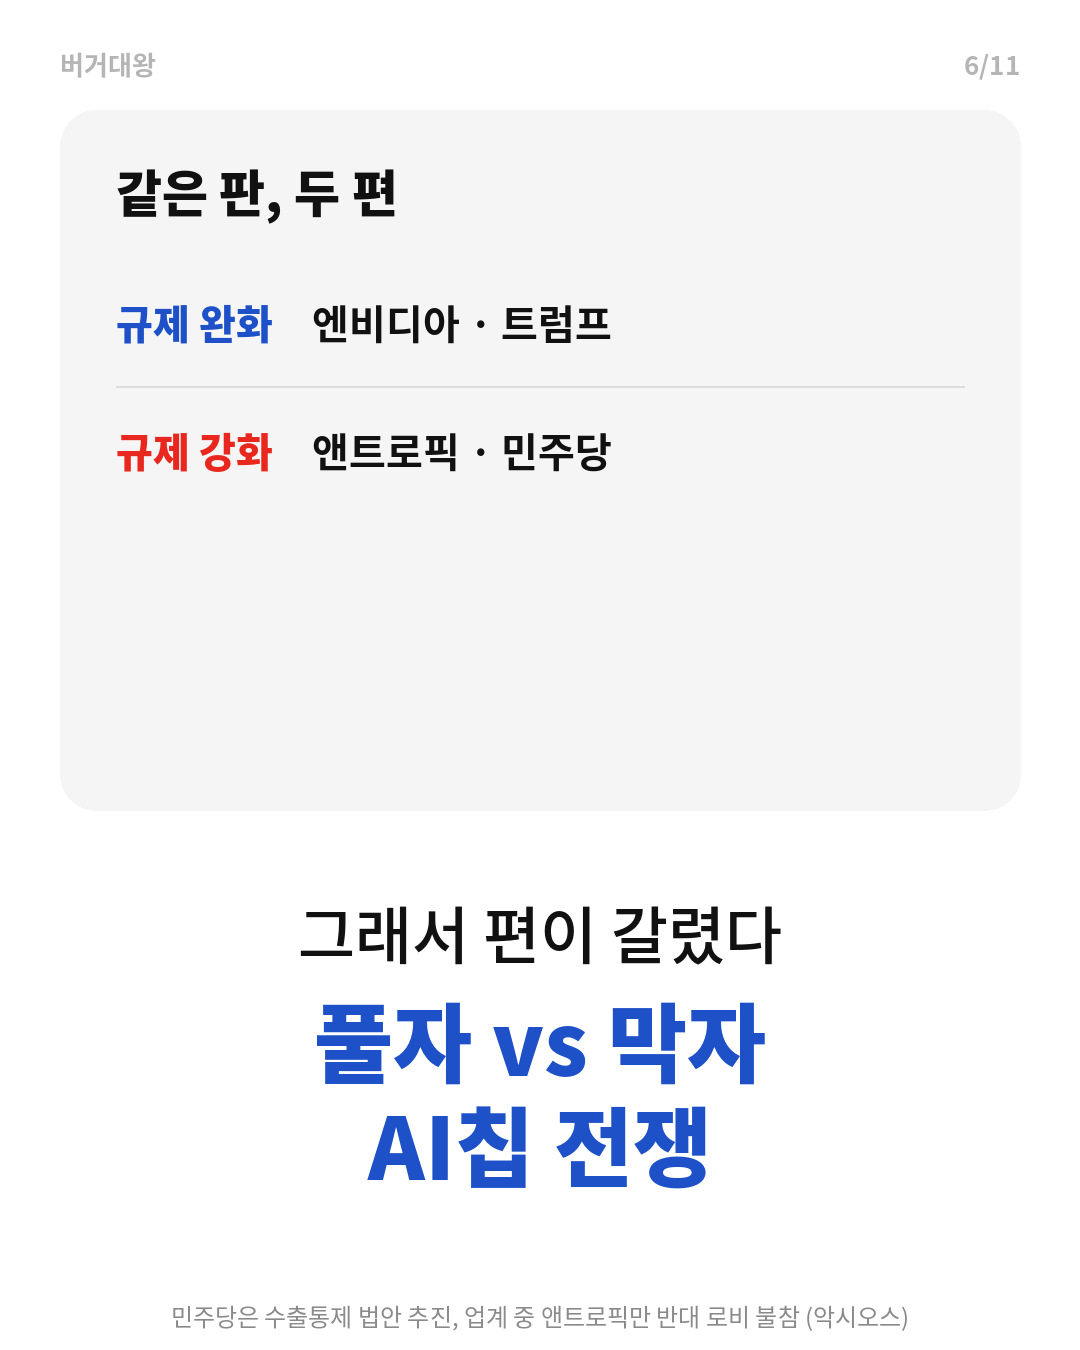 버거대왕
6/11
같은 판, 두 편
규제 완화 엔비디아 · 트럼프
규제 강화 앤트로픽 · 민주당
그래서 편이 갈렸다
풀자 vs 막자
AI칩 전쟁
민주당은 수출통제 법안 추진, 업계 중 앤트로픽만 반대 로비 불참 (악시오스)